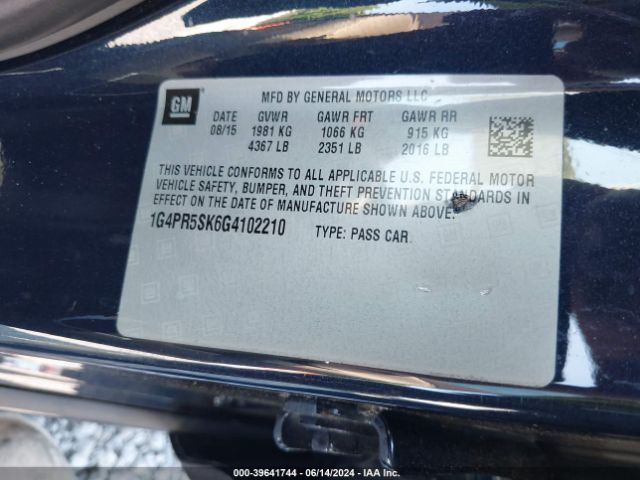 GM
MFD BY GENERAL MOTORS LLC
DATE GVWR GAWR FRT GAWR RR
08/15 1981 KG 1066 KG 915 KG
4367 LB 2351 LB 2016 LB
THIS VEHICLE CONFORMS TO ALL APPLICABLE U.S. FEDERAL MOTOR
VEHICLE SAFETY, BUMPER, AND THEFT PREVENTION STANDARDS IN
EFFECT ON THE DATE OF MANUFACTURE SHOWN ABOVE.
1G4PR5SK6G4102210 TYPE: PASS CAR
000-39641744 - 06/14/2024 - IAA Inc.